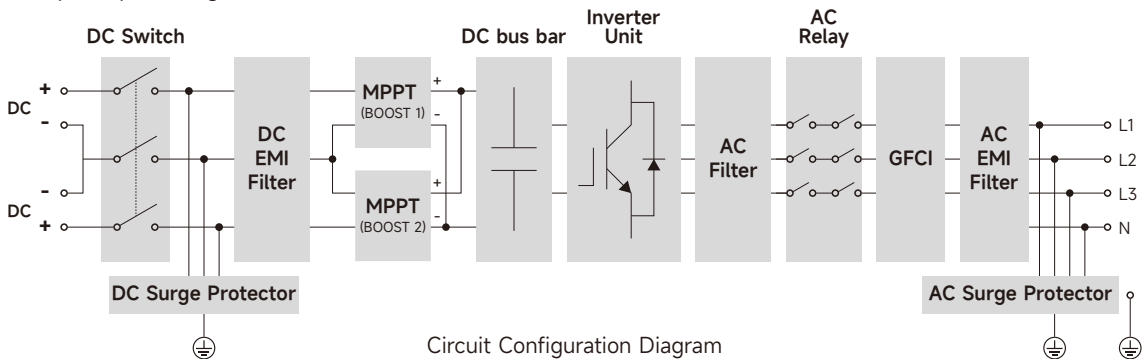 DC Switch
DC bus bar
Inverter
Unit
AC
Relay
DC
+
-
-
DC
+
DC
EMI
Filter
MPPT
(BOOST 1)
+
-
MPPT
(BOOST 2)
+
-
AC
Filter
GFCI
AC
EMI
Filter
L1
L2
L3
N
DC Surge Protector
AC Surge Protector
Circuit Configuration Diagram